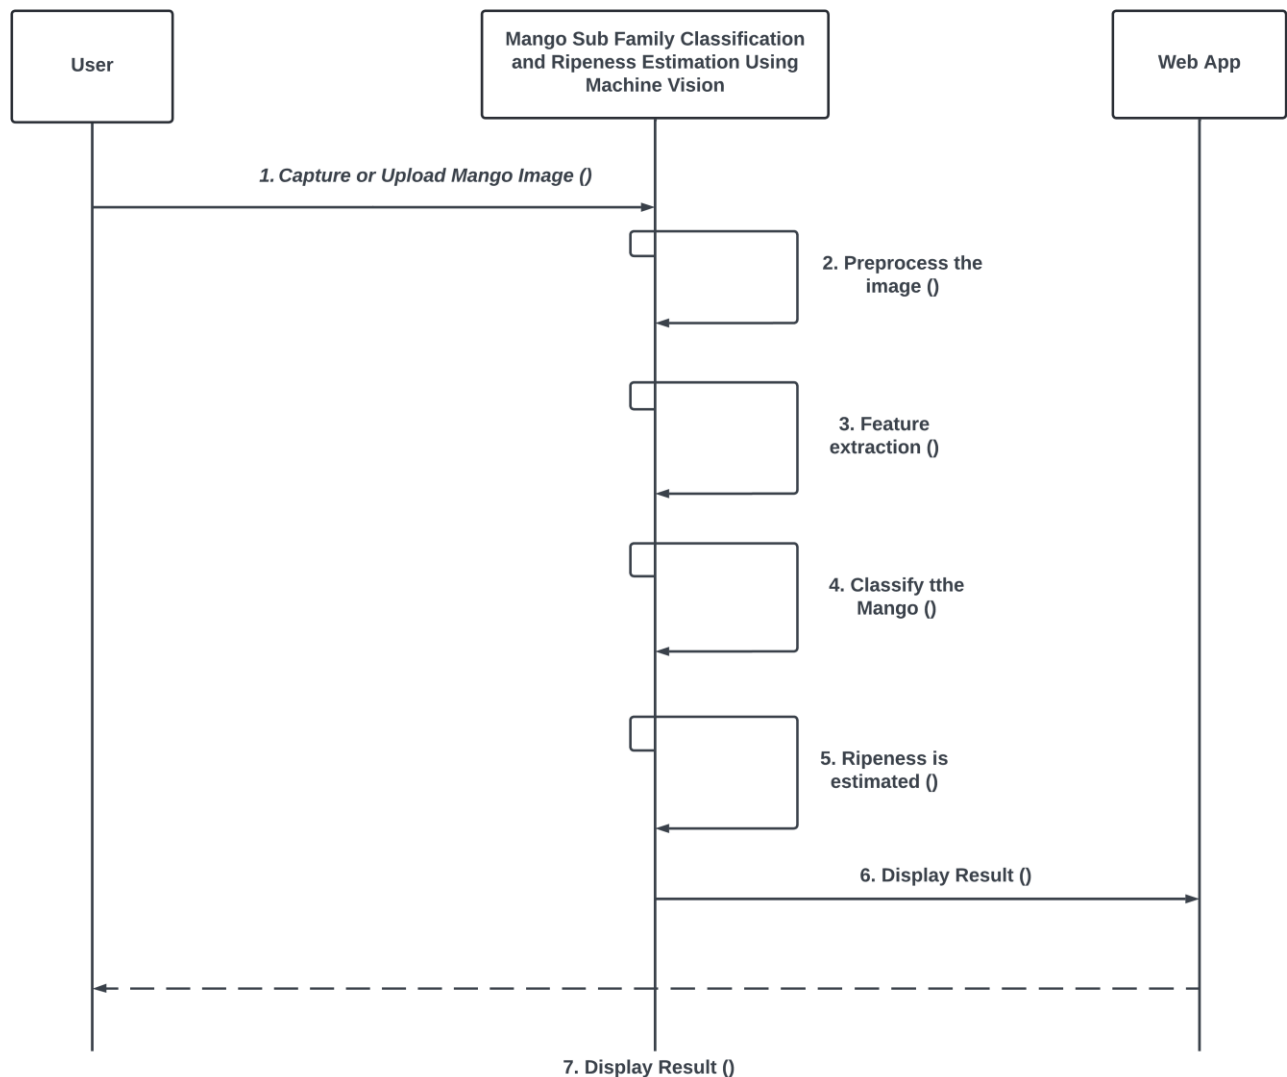 User
Mango Sub Family Classification
and Ripeness Estimation Using
Machine Vision
Web App
1. Capture or Upload Mango Image ()
2. Preprocess the
image ()
3. Feature
extraction ()
4. Classify tthe
Mango ()
5. Ripeness is
estimated ()
6. Display Result ()
7. Display Result ()